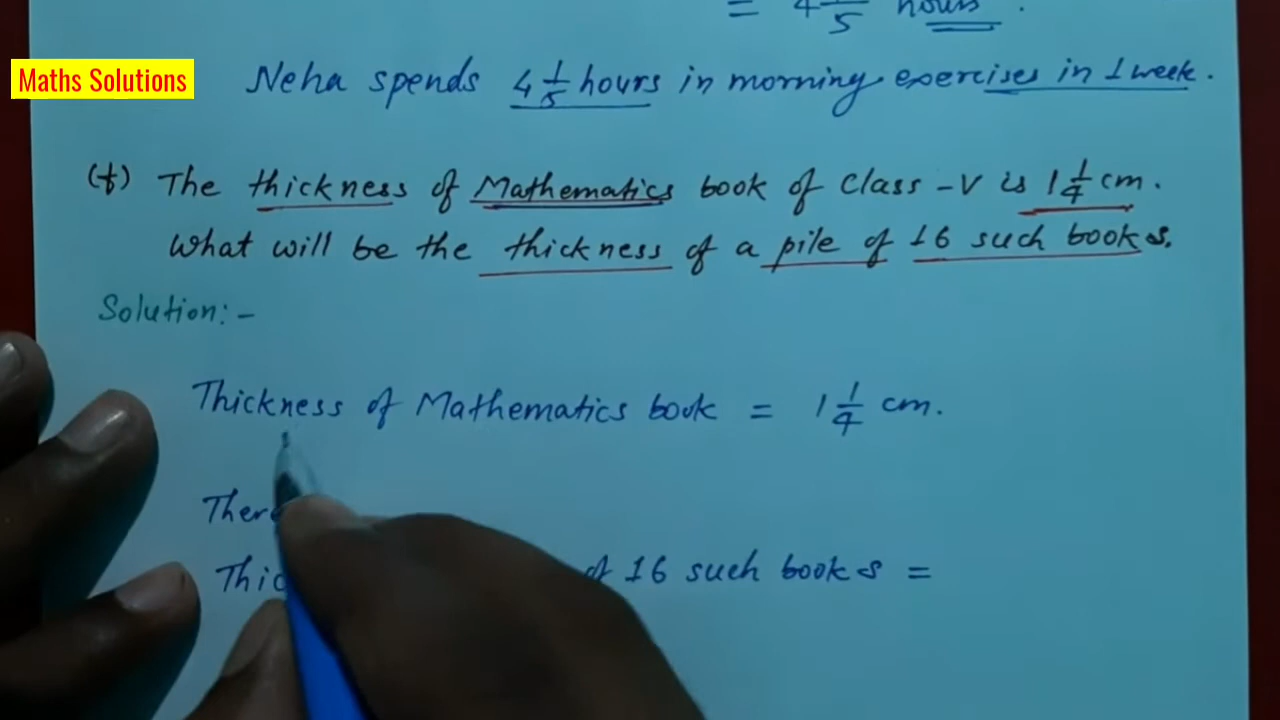 = 4 1/5 hours.
Maths Solutions
Neha spends 4 1/5 hours in morning exercises in 1 week.
(f) The thickness of Mathematics book of Class -V is 1 1/4 cm.
What will be the thickness of a pile of 16 such books.
Solution:-
Thickness of Mathematics book = 1 1/4 cm.
of 16 such books =